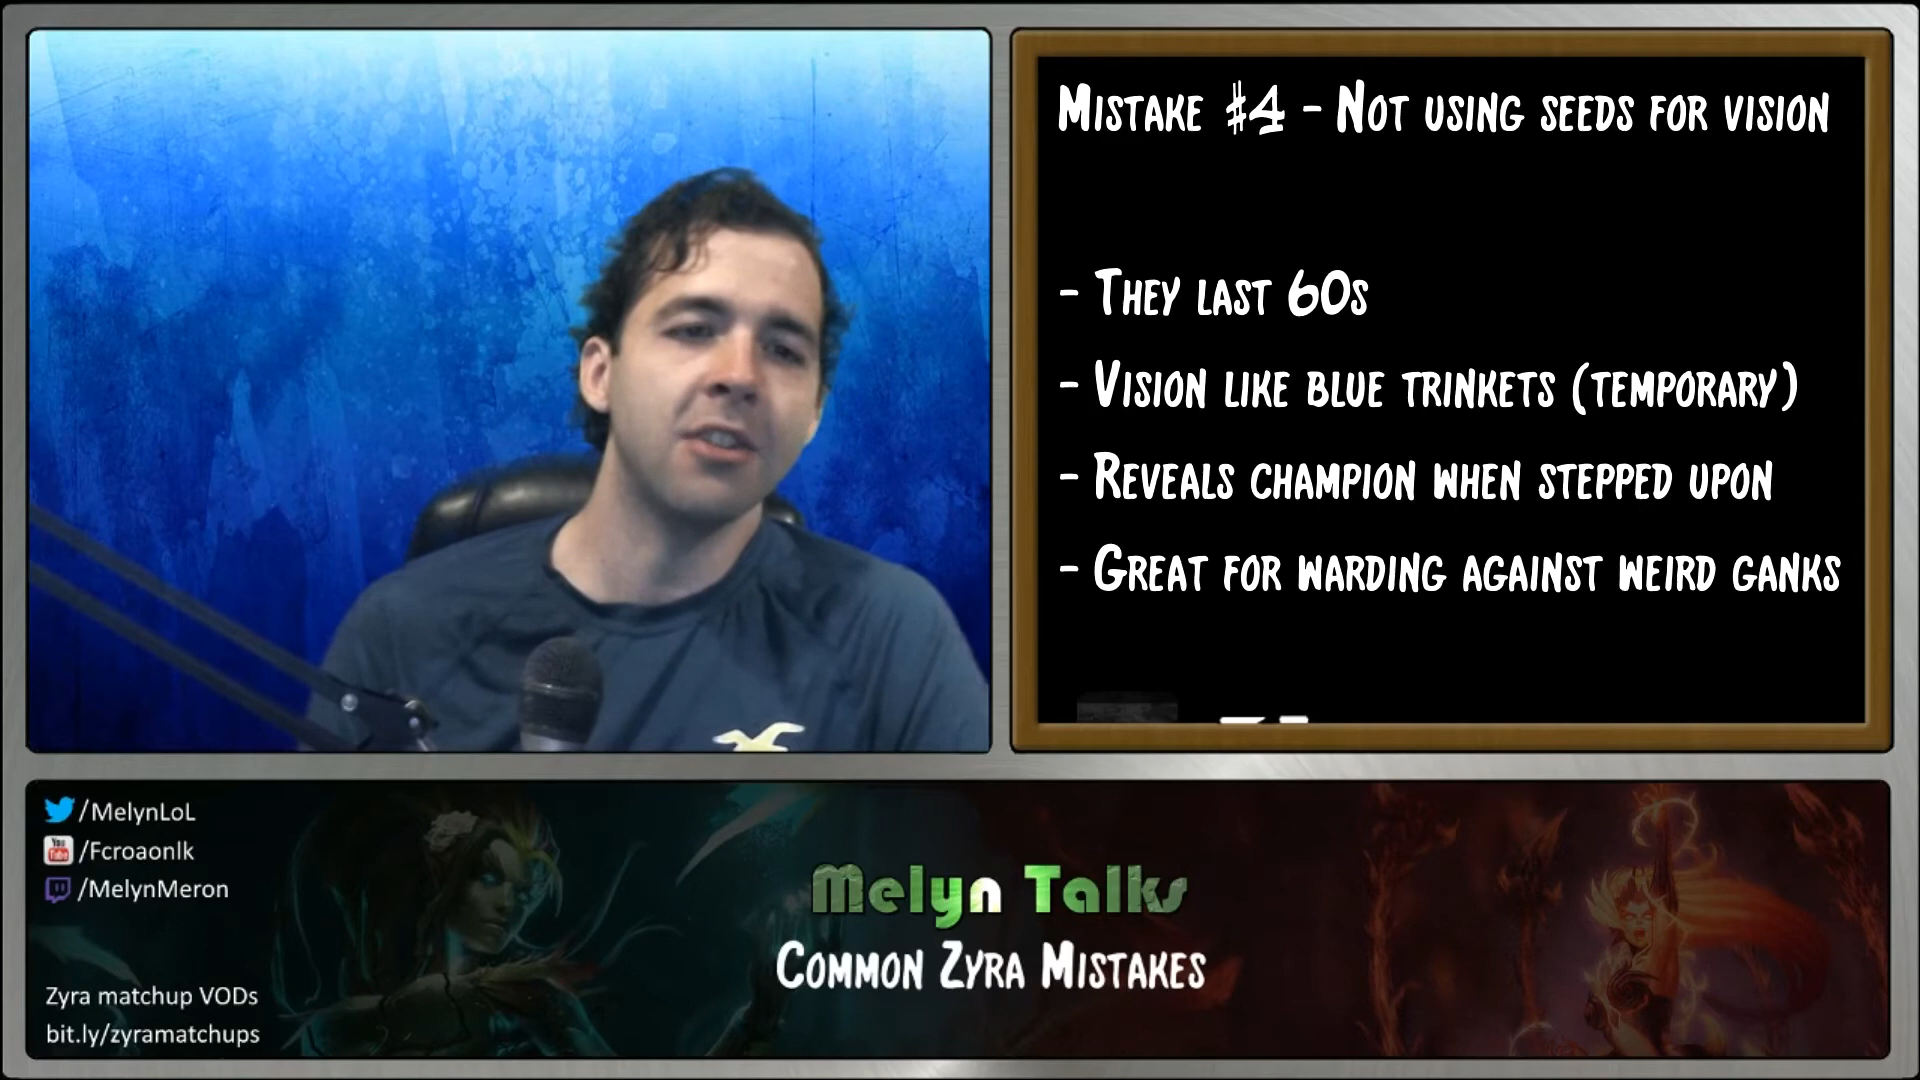 Mistake #4 - Not using seeds for vision
- They last 60s
- Vision like blue trinkets (temporary)
- Reveals champion when stepped upon
- Great for warding against weird ganks
/MelynLoL
You Tube /Fcroaonlk
/MelynMeron
Zyra matchup VODs
bit.ly/zyramatchups
Melyn Talks
Common Zyra Mistakes